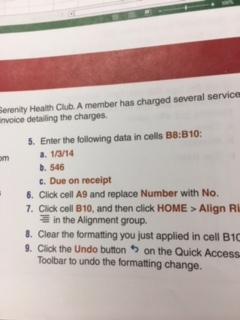 100%
Serenity Health Club. A member has charged several service
invoice detailing the charges.
5. Enter the following data in cells B8:B10:
a. 1/3/14
b. 546
c. Due on receipt
6. Click cell A9 and replace Number with No.
7. Click cell B10, and then click HOME > Align Ri
in the Alignment group.
8. Clear the formatting you just applied in cell B10
9. Click the Undo button on the Quick Access
Toolbar to undo the formatting change.